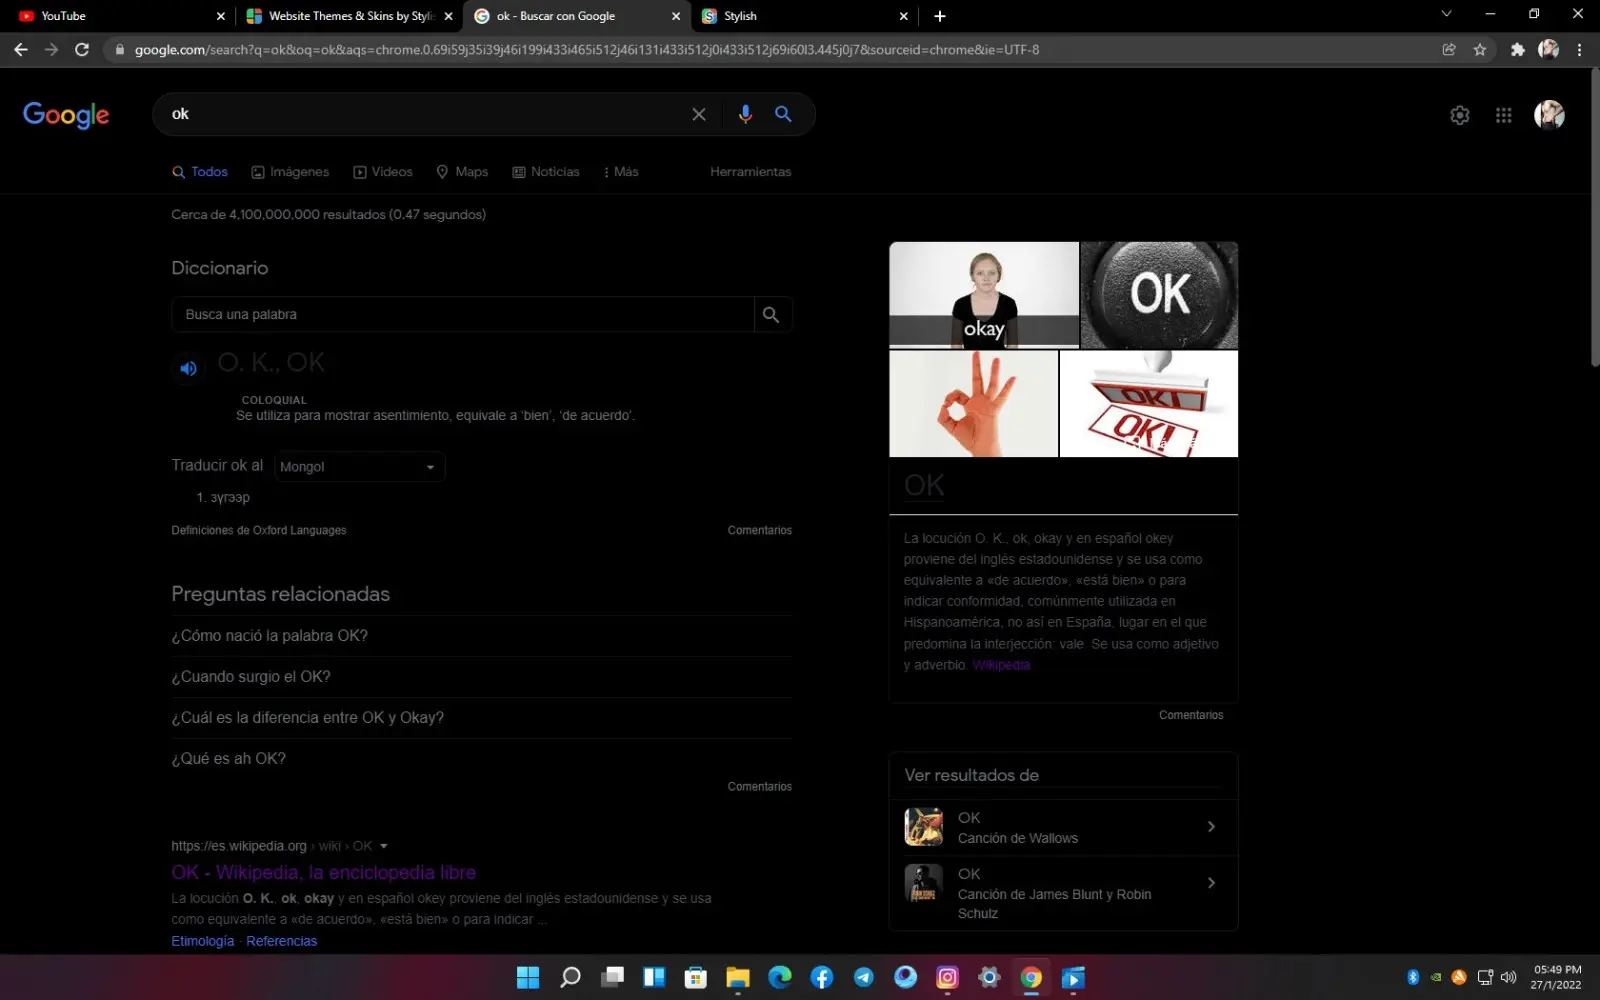 YouTube
Website Themes & Skins by Styli
ok - Buscar con Google
Stylish
google.com/search?q=ok&oq=ok&aqs=chrome.0.69i59j35i39j46i199i433i465i512j46i131i433i512j0i433i512j69i60l3.445j0j7&sourceid=chrome&ie=UTF-8
Google
ok
Todos
Imágenes
Videos
Maps
Noticias
Más
Herramientas
Cerca de 4,100,000,000 resultados (0.47 segundos)
Diccionario
Busca una palabra
O. K., OK
COLOQUIAL
Se utiliza para mostrar asentimiento, equivale a 'bien', 'de acuerdo'.
Traducir ok al
Mongol
1. зүгээр
Definiciones de Oxford Languages
Comentarios
Preguntas relacionadas
¿Cómo nació la palabra OK?
¿Cuando surgio el OK?
¿Cuál es la diferencia entre OK y Okay?
¿Qué es ah OK?
Comentarios
https://es.wikipedia.org › wiki › OK
OK - Wikipedia, la enciclopedia libre
La locución O. K., ok, okay y en español okey proviene del inglés estadounidense y se usa
como equivalente a «de acuerdo», «está bien» o para indicar ...
Etimología · Referencias
okay
OK
OK!
OK!
OK
La locución O. K., ok, okay y en español okey
proviene del inglés estadounidense y se usa como
equivalente a «de acuerdo», «está bien» o para
indicar conformidad, comúnmente utilizada en
Hispanoamérica, no así en España, lugar en el que
predomina la interjección: vale. Se usa como adjetivo
y adverbio. Wikipedia
Comentarios
Ver resultados de
OK
Canción de Wallows
OK
Canción de James Blunt y Robin
Schulz
05:49 PM
27/1/2022